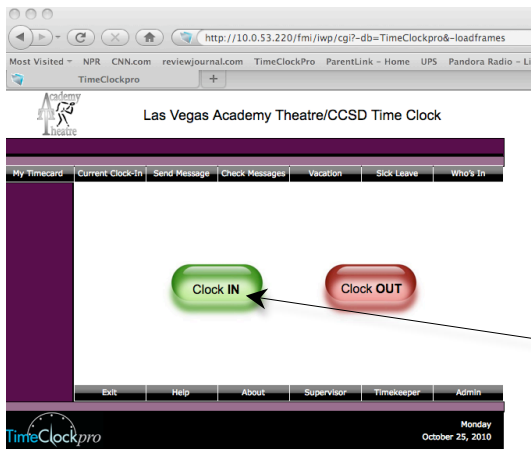 http://10.0.53.220/fmi/iwp/cgi?-db=TimeClockpro&-loadframes
Most Visited NPR CNN.com reviewjournal.com TimeClockPro ParentLink - Home UPS Pandora Radio - Li
TimeClockpro
Academy
Theatre
Las Vegas Academy Theatre/CCSD Time Clock
My Timecard Current Clock-In Send Message Check Messages Vacation Sick Leave Who's In
Clock IN Clock OUT
Exit Help About Supervisor Timekeeper Admin
TimeClockpro
Monday
October 25, 2010